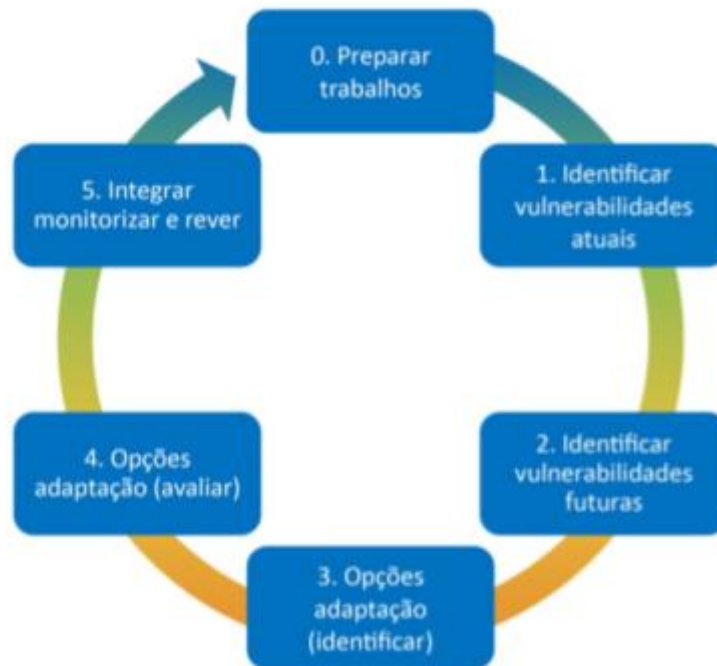 0. Preparar
trabalhos
1. Identificar
vulnerabilidades
atuais
2. Identificar
vulnerabilidades
futuras
3. Opções
adaptação
(identificar)
4. Opções
adaptação (avaliar)
5. Integrar
monitorizar e rever